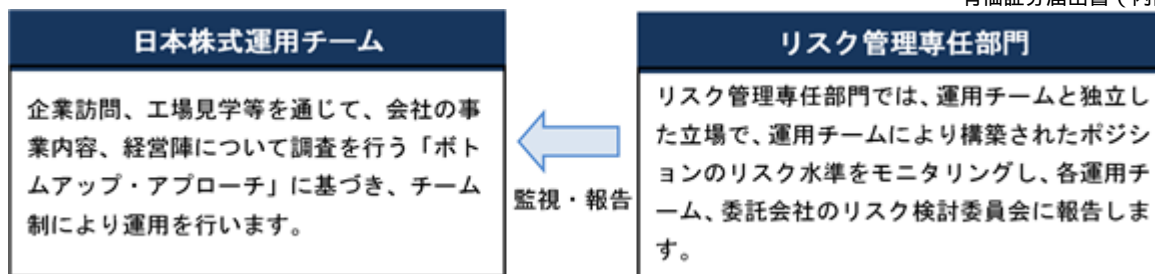 日本株式運用チーム
企業訪問、工場見学等を通じて、会社の事
業内容、経営陣について調査を行う「ボト
ムアップ・アプローチ」に基づき、チーム
制により運用を行います。
監視・報告
リスク管理専任部門
リスク管理専任部門では、運用チームと独立し
た立場で、運用チームにより構築されたポジシ
ョンのリスク水準をモニタリングし、各運用チ
ーム、委託会社のリスク検討委員会に報告しま
す。